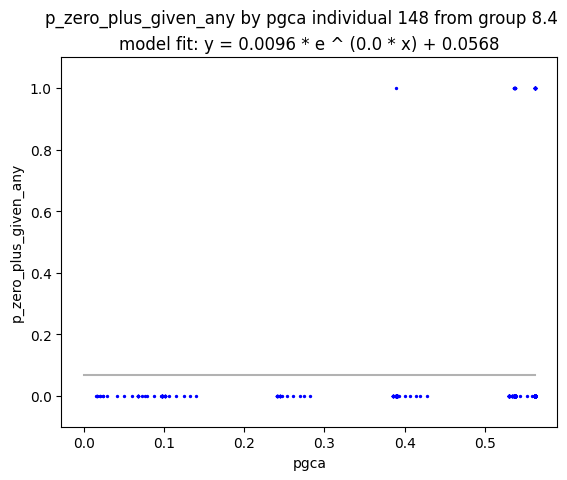 p_zero_plus_given_any by pgca individual 148 from group 8.4
model fit: y = 0.0096 * e ^ (0.0 * x) + 0.0568
1.0
0.8
0.6
0.4
0.2
0.0
p_zero_plus_given_any
0.0 0.1 0.2 0.3 0.4 0.5
pgca